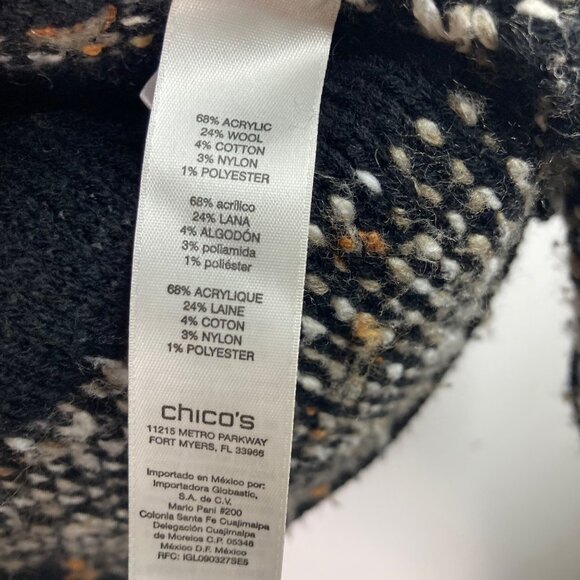 68% ACRYLIC
24% WOOL
4% COTTON
3% NYLON
1% POLYESTER
68% acrílico
24% LANA
4% ALGODÓN
3% poliamida
1% poliéster
68% ACRYLIQUE
24% LAINE
4% COTON
3% NYLON
1% POLYESTER
chico's
11215 METRO PARKWAY
FORT MYERS, FL 33966
Importado en México por:
Importadora Globastic,
S.A. de C.V.
Mario Pani #200
Colonia Santa Fe Cuajimalpa
Delegación Cuajimalpa
de Morelos C.P. 05348
México D.F. México
RFC: IGL090327SE5